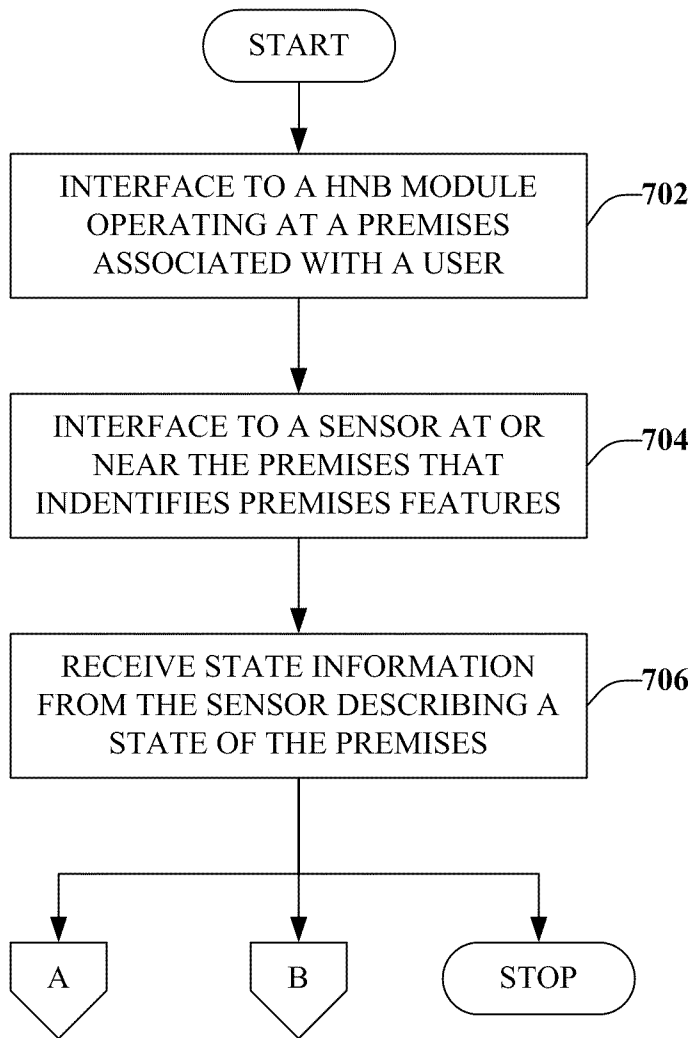 START
INTERFACE TO A HNB MODULE
OPERATING AT A PREMISES
ASSOCIATED WITH A USER
702
INTERFACE TO A SENSOR AT OR
NEAR THE PREMISES THAT
INDENTIFIES PREMISES FEATURES
704
RECEIVE STATE INFORMATION
FROM THE SENSOR DESCRIBING A
STATE OF THE PREMISES
706
A
B
STOP